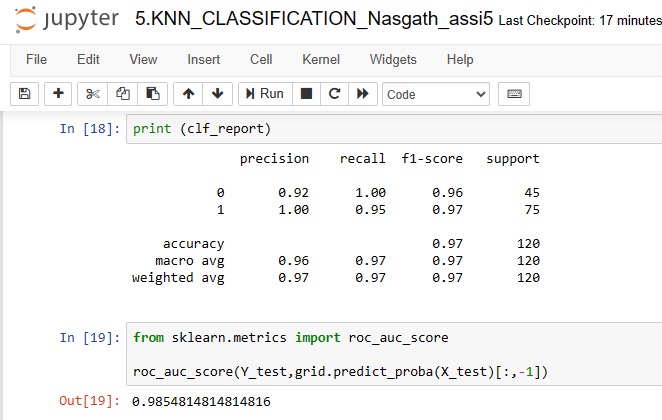 jupyter 5.KNN_CLASSIFICATION_Nasgath_assi5 Last Checkpoint: 17 minutes
File Edit View Insert Cell Kernel Widgets Help
Run Code
In [18]: print (clf_report)
precision recall f1-score support
0 0.92 1.00 0.96 45
1 1.00 0.95 0.97 75
accuracy 0.97 120
macro avg 0.96 0.97 0.97 120
weighted avg 0.97 0.97 0.97 120
In [19]: from sklearn.metrics import roc_auc_score
roc_auc_score(Y_test,grid.predict_proba(X_test)[:,-1])
Out[19]: 0.9854814814814816